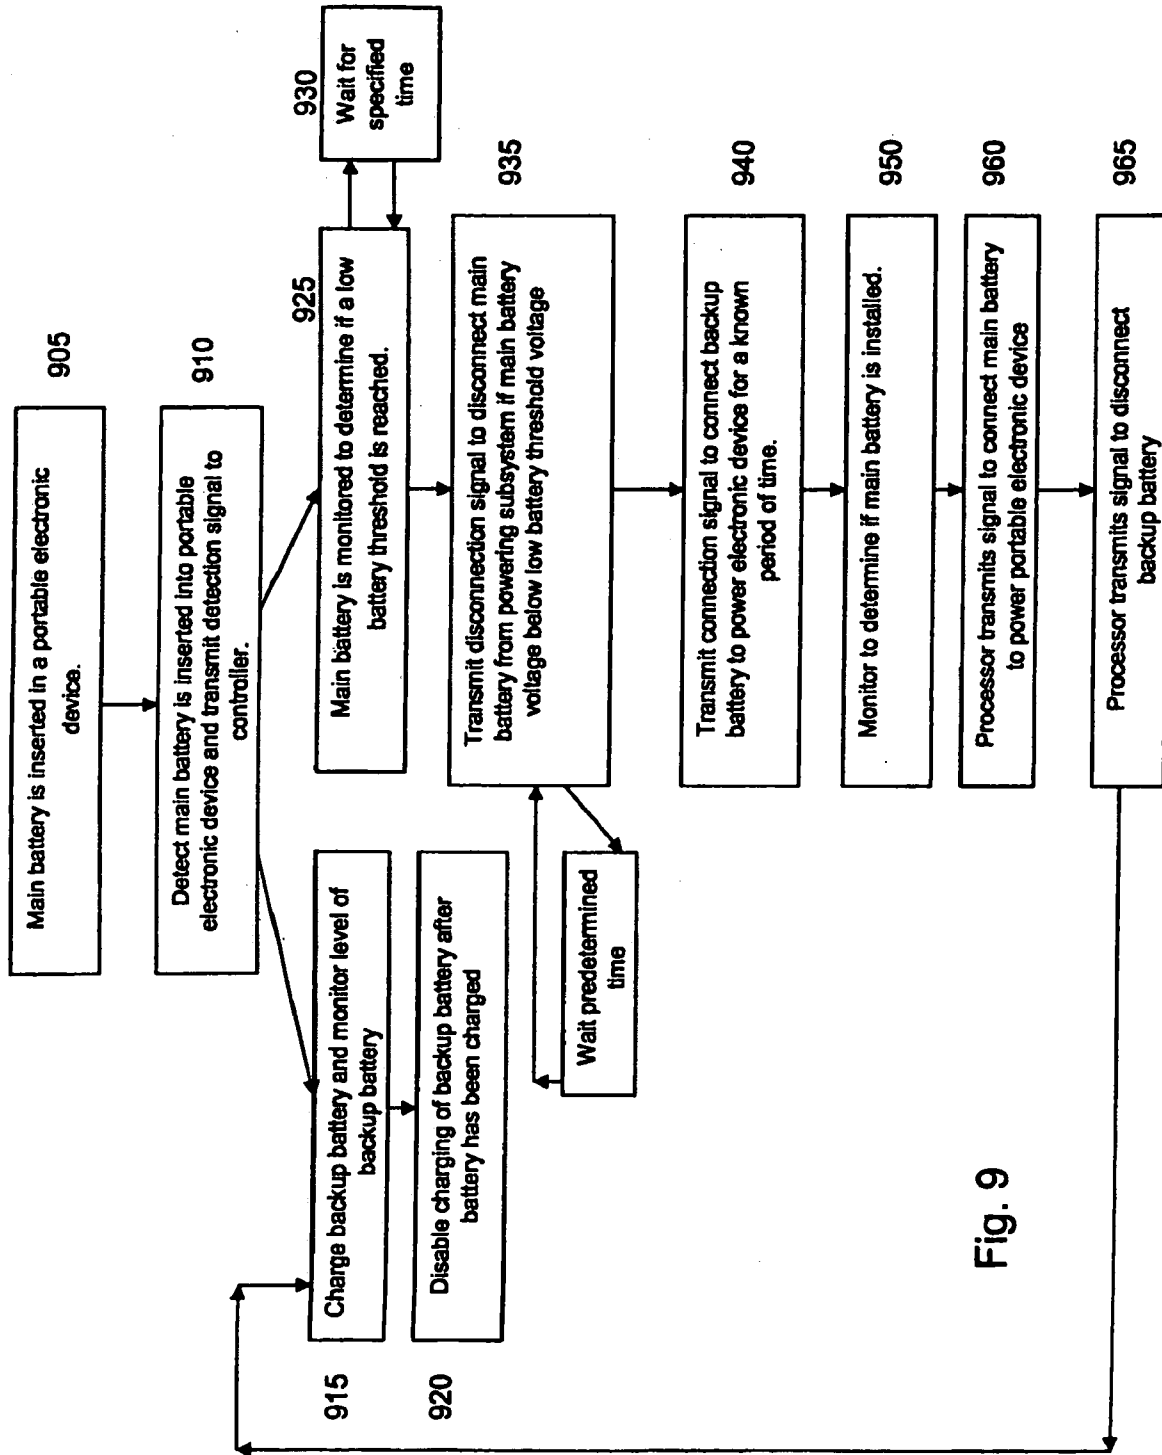 Main battery is inserted in a portable electronic
device.
905
Detect main battery is inserted into portable
electronic device and transmit detection signal to
controller.
910
915
Charge backup battery and monitor level of
backup battery
920
Disable charging of backup battery after
battery has been charged
925
Main battery is monitored to determine if a low
battery threshold is reached.
930
Wait for
specified
time
Transmit disconnection signal to disconnect main
battery from powering subsystem if main battery
voltage below low battery threshold voltage
935
Wait predetermined
time
Transmit connection signal to connect backup
battery to power electronic device for a known
period of time.
940
Monitor to determine if main battery is installed.
950
Processor transmits signal to connect main battery
to power portable electronic device
960
Processor transmits signal to disconnect
backup battery
965
Fig. 9